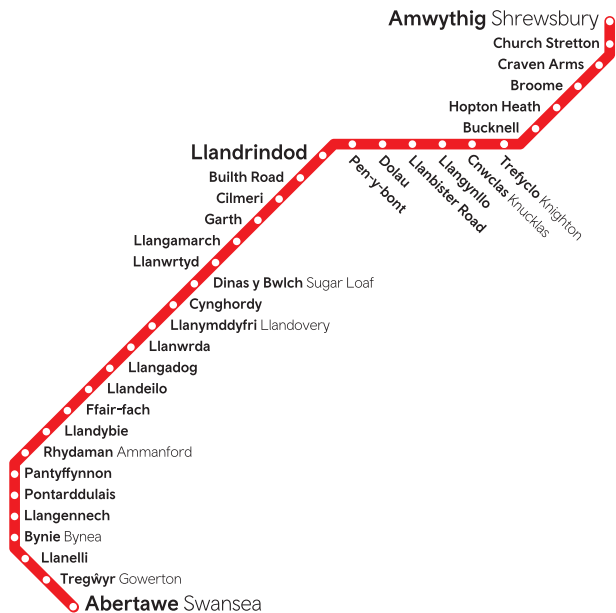 Amwythig Shrewsbury
Church Stretton
Craven Arms
Broome
Hopton Heath
Bucknell
Trefyclo Knighton
Cnwclas Knucklas
Llangynllo
Llanbister Road
Dolau
Pen-y-bont
Llandrindod
Builth Road
Cilmeri
Garth
Llangamarch
Llanwrtyd
Dinas y Bwlch Sugar Loaf
Cynghordy
Llanymddyfri Llandovery
Llanwrda
Llangadog
Llandeilo
Ffair-fach
Llandybie
Rhydaman Ammanford
Pantyffynnon
Pontarddulais
Llangennech
Bynie Bynea
Llanelli
Tregŵyr Gowerton
Abertawe Swansea